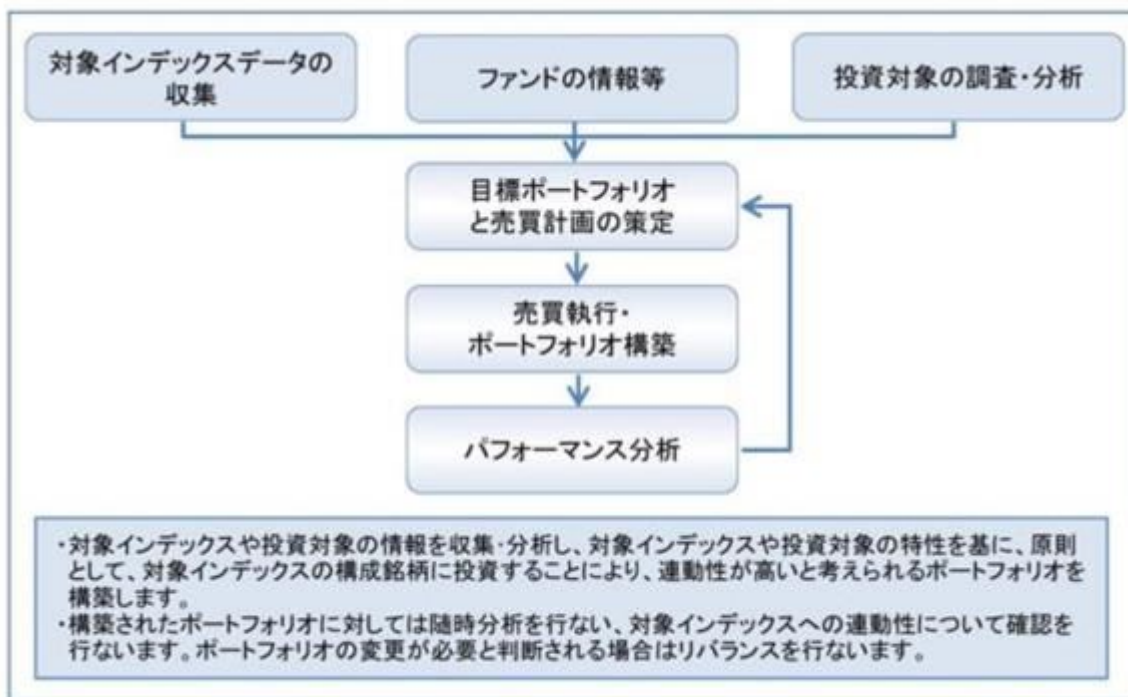 対象インデックスデータの
収集
ファンドの情報等
投資対象の調査・分析
目標ポートフォリオ
と売買計画の策定
売買執行・
ポートフォリオ構築
パフォーマンス分析
・対象インデックスや投資対象の情報を収集・分析し、対象インデックスや投資対象の特性を基に、原則
として、対象インデックスの構成銘柄に投資することにより、連動性が高いと考えられるポートフォリオを
構築します。
・構築されたポートフォリオに対しては随時分析を行ない、対象インデックスへの連動性について確認を
行ないます。ポートフォリオの変更が必要と判断される場合はリバランスを行ないます。